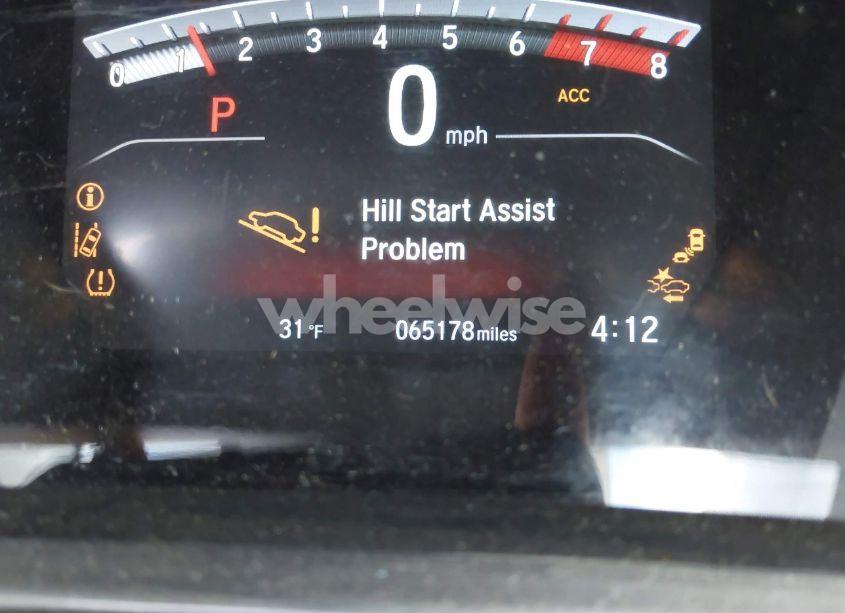 0 1 2 3 4 5 6 7 8
P
0 mph
ACC
Hill Start Assist
Problem
wheelwise
31°F
065178 miles
4:12